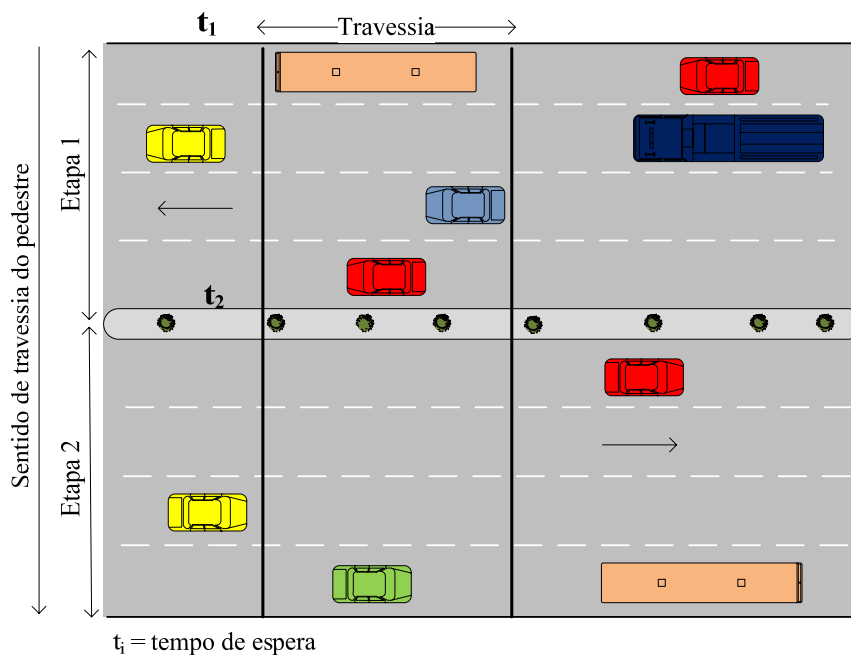 t1
Travessia
Sentido de travessia do pedestre
Etapa 1
t2
Etapa 2
ti = tempo de espera